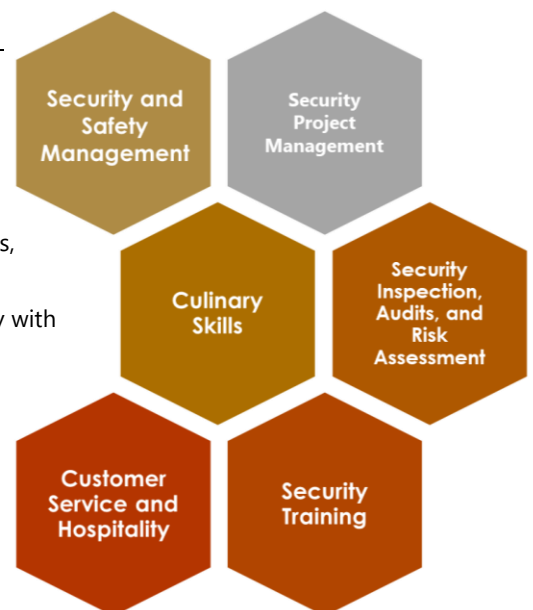 Security and
Safety
Management
Security
Project
Management
s,
y with
Culinary
Skills
Security
Inspection,
Audits, and
Risk
Assessment
Customer
Service and
Hospitality
Security
Training